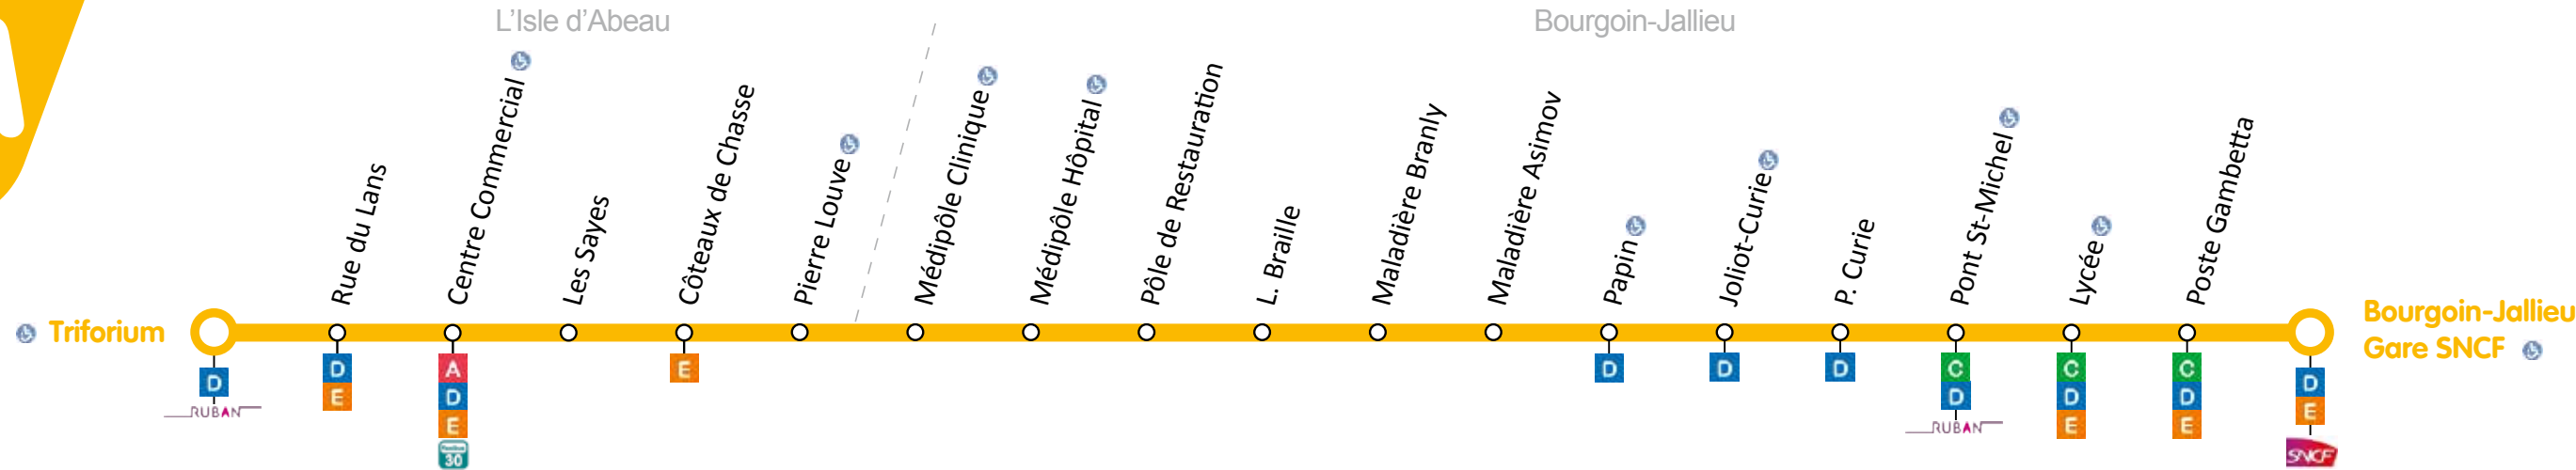 L'Isle d'Abeau
Bourgoin-Jallieu
Triforium
Rue du Lans
Centre Commercial
Les Sayes
Côteaux de Chasse
Pierre Louve
Médipôle Clinique
Médipôle Hôpital
Pôle de Restauration
L. Braille
Maladière Branly
Maladière Asimov
Papin
Joliot-Curie
P. Curie
Pont St-Michel
Lycée
Poste Gambetta
Bourgoin-Jallieu
Gare SNCF
D
RUBAN
D
E
A
D
E
30
E
D
D
D
C
D
RUBAN
C
D
E
C
D
E
D
E
SNCF